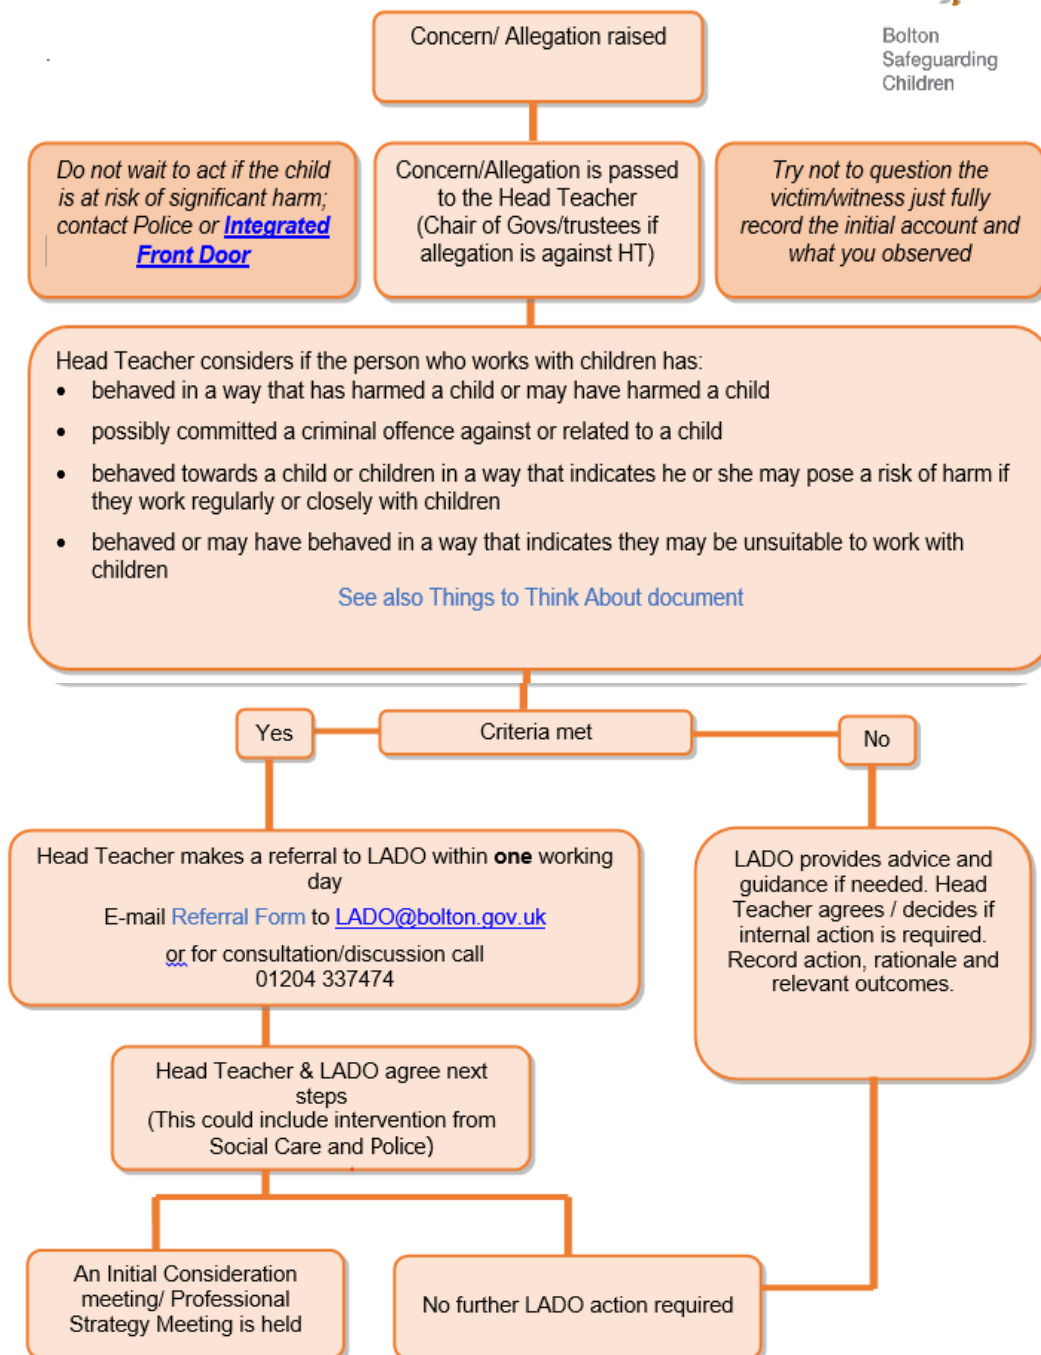 Concern/ Allegation raised
Bolton
Safeguarding
Children
Do not wait to act if the child
is at risk of significant harm;
contact Police or Integrated
Front Door
Concern/Allegation is passed
to the Head Teacher
(Chair of Govs/trustees if
allegation is against HT)
Try not to question the
victim/witness just fully
record the initial account and
what you observed
Head Teacher considers if the person who works with children has:
• behaved in a way that has harmed a child or may have harmed a child
• possibly committed a criminal offence against or related to a child
• behaved towards a child or children in a way that indicates he or she may pose a risk of harm if
they work regularly or closely with children
• behaved or may have behaved in a way that indicates they may be unsuitable to work with
children
See also Things to Think About document
Yes
Criteria met
No
Head Teacher makes a referral to LADO within one working
day
E-mail Referral Form to LADO@bolton.gov.uk
or for consultation/discussion call
01204 337474
LADO provides advice and
guidance if needed. Head
Teacher agrees / decides if
internal action is required.
Record action, rationale and
relevant outcomes.
Head Teacher & LADO agree next
steps
(This could include intervention from
Social Care and Police)
An Initial Consideration
meeting/ Professional
Strategy Meeting is held
No further LADO action required